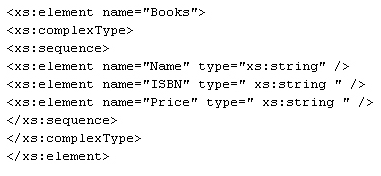 <xs:element name="Books">
<xs:complexType>
<xs:sequence>
<xs:element name="Name" type="xs:string" />
<xs:element name="ISBN" type=" xs:string " />
<xs:element name="Price" type=" xs:string " />
</xs:sequence>
</xs:complexType>
</xs:element>